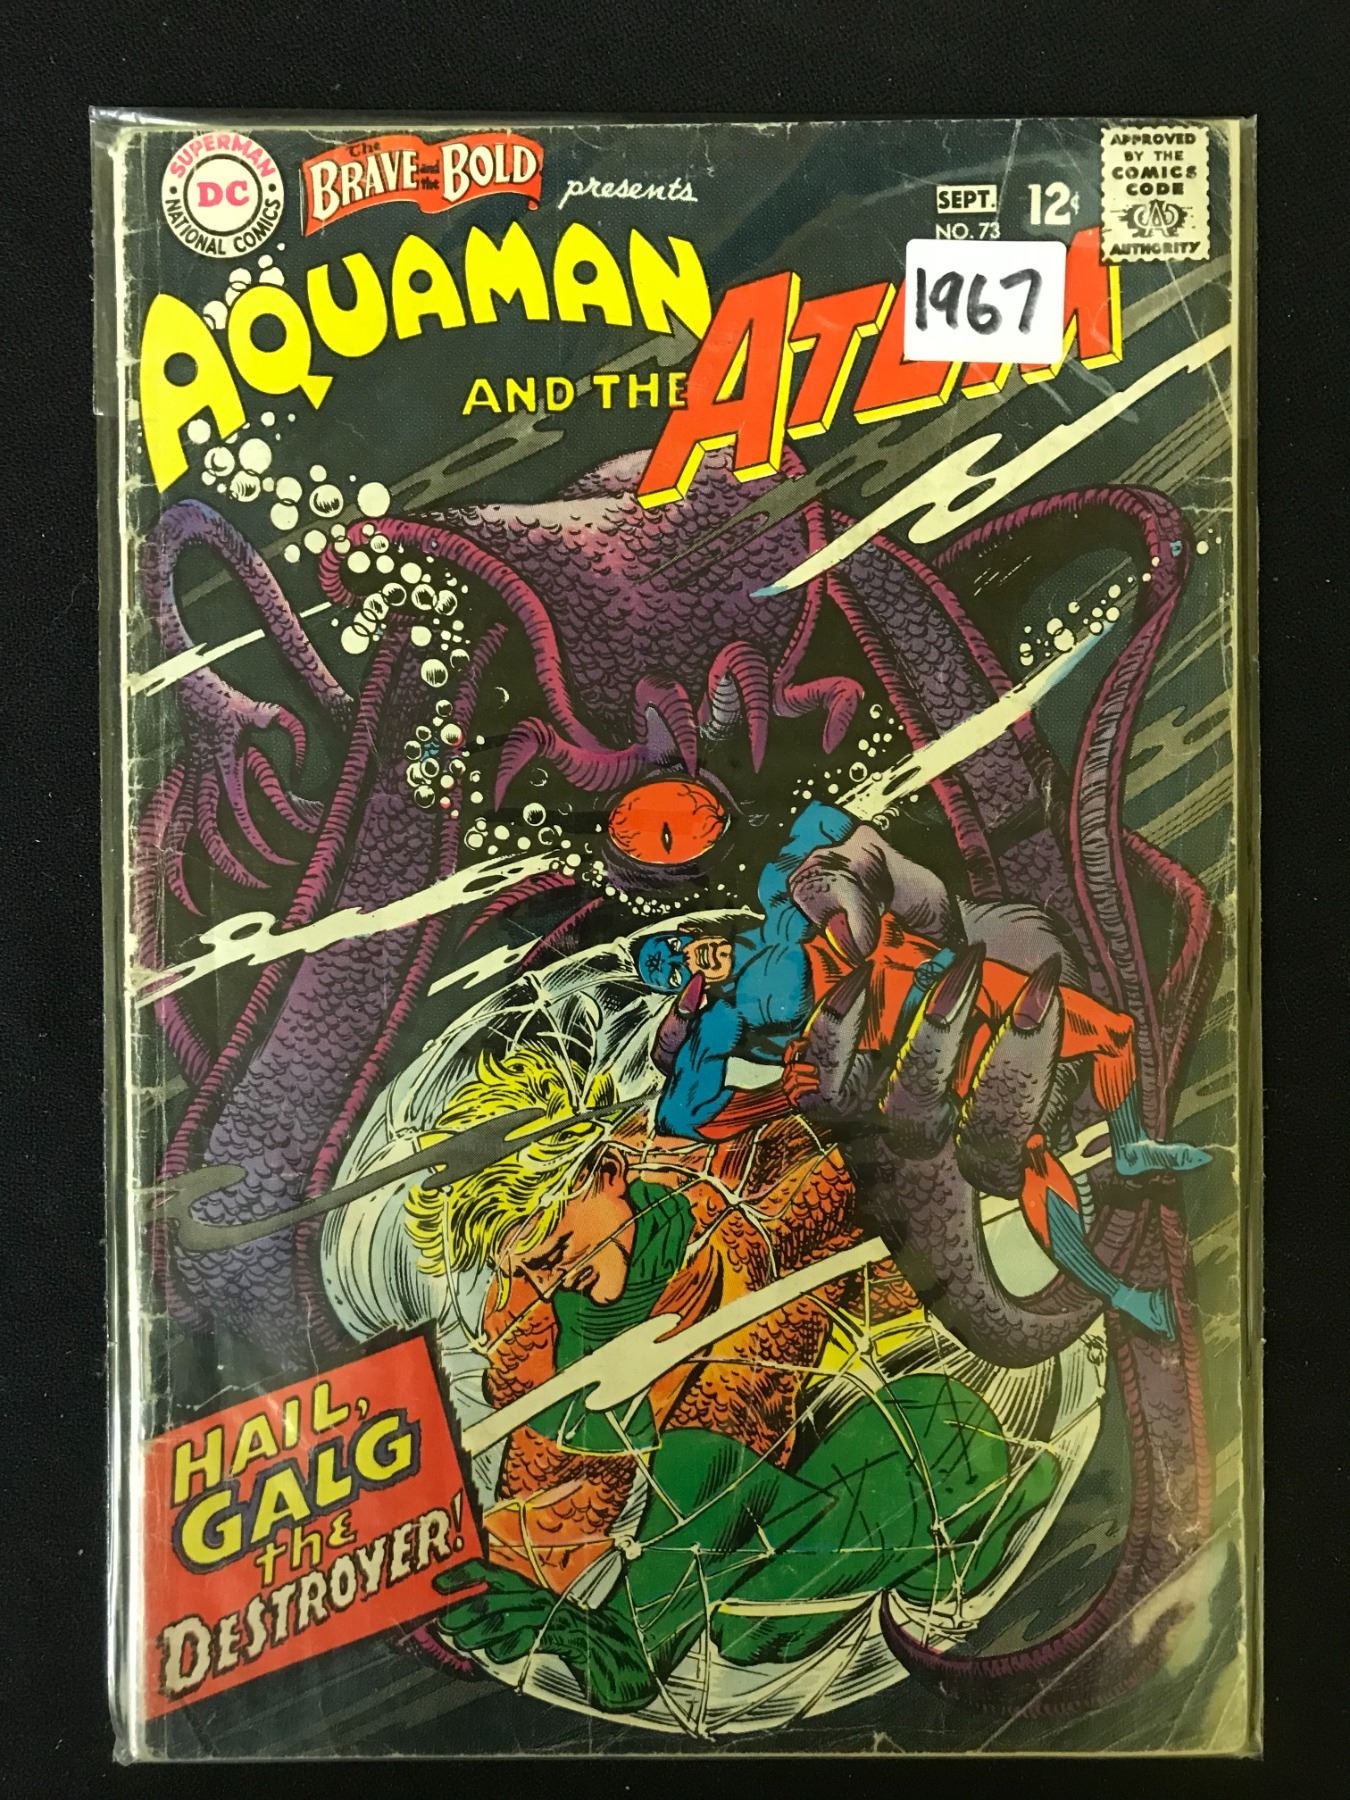 SUPERMAN
DC
NATIONAL COMICS
The
BRAVE and the BOLD
presents
SEPT.
12¢
NO. 73
APPROVED
BY THE
COMICS
CODE
AUTHORITY
1967
AQUAMAN
AND THE ATOM
HAIL,
GALG
the
DESTROYER!